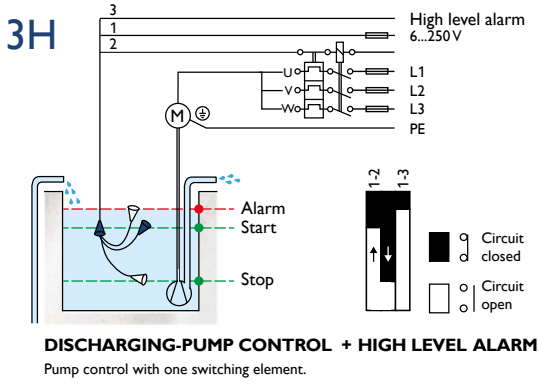 3H
3
High level alarm
1
6...250 V
2
U
L1
V
L2
W
L3
M
PE
Alarm
Start
Stop
1-2
1-3
Circuit
closed
Circuit
open
DISCHARGING-PUMP CONTROL + HIGH LEVEL ALARM
Pump control with one switching element.